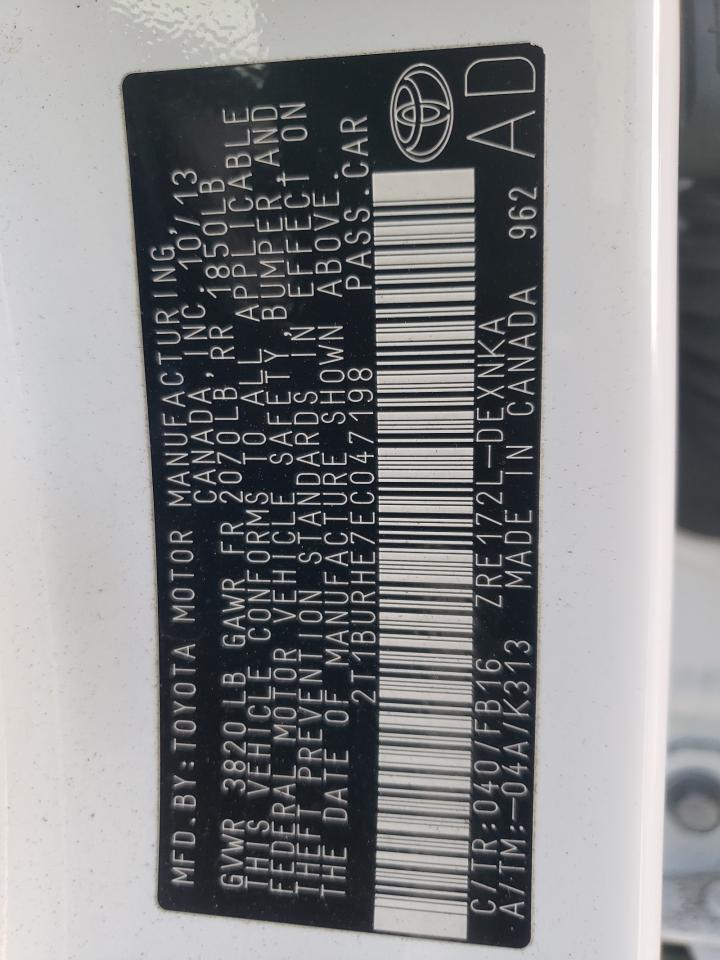 MFD.BY:TOYOTA MOTOR MANUFACTURING,
CANADA,INC.10/13
GVWR 3820LB GAWR FR 2070LB,RR 1850LB
THIS VEHICLE CONFORMS TO ALL APPLICABLE
FEDERAL MOTOR VEHICLE SAFETY,BUMPER,AND
THEFT PREVENTION STANDARDS IN EFFECT ON
THE DATE OF MANUFACTURE SHOWN ABOVE.
2T1BURHE7EC047198 PASS.CAR
C/TR:040/FB16 ZRE172L-DEXNKA
A/TM:-04A/K313 MADE IN CANADA 962
AD